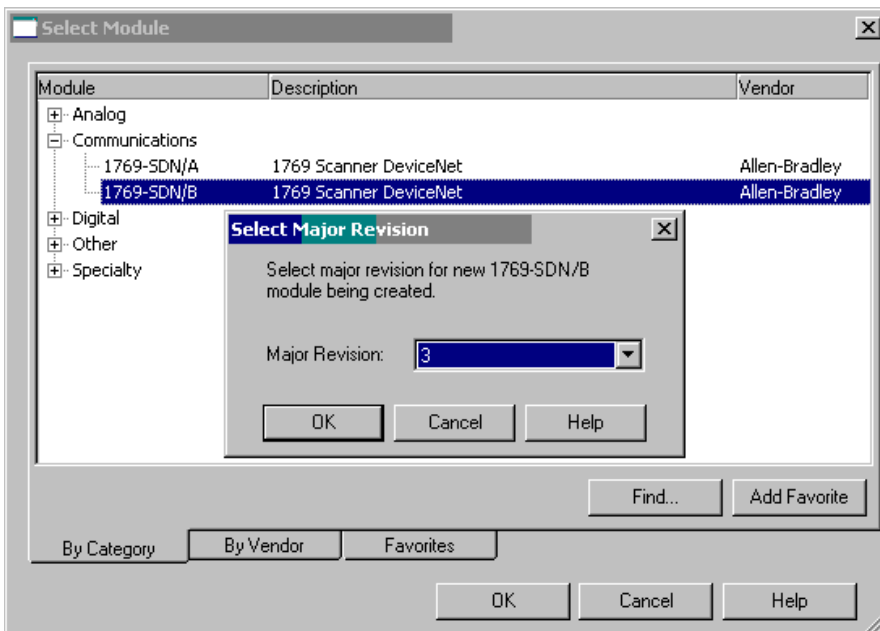 Select Module
Module Description Vendor
Analog
Communications
1769-SDN/A 1769 Scanner DeviceNet Allen-Bradley
1769-SDN/B 1769 Scanner DeviceNet Allen-Bradley
Digital
Other
Specialty
Select Major Revision
Select major revision for new 1769-SDN/B
module being created.
Major Revision: 3
OK Cancel Help
Find... Add Favorite
By Category By Vendor Favorites
OK Cancel Help